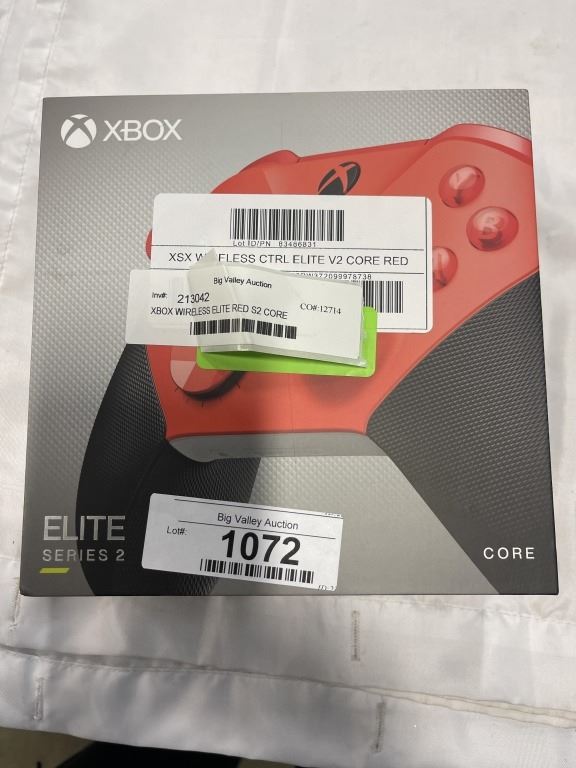 XBOX
Y
B
Lot ID/PN 83486831
XSX WIRELESS CTRL ELITE V2 CORE RED
Big Valley Auction
Inv#: 213042 CO#:12714
XBOX WIRELESS ELITE RED S2 CORE
Big Valley Auction
Lot#: 1072
ELITE
SERIES 2
CORE